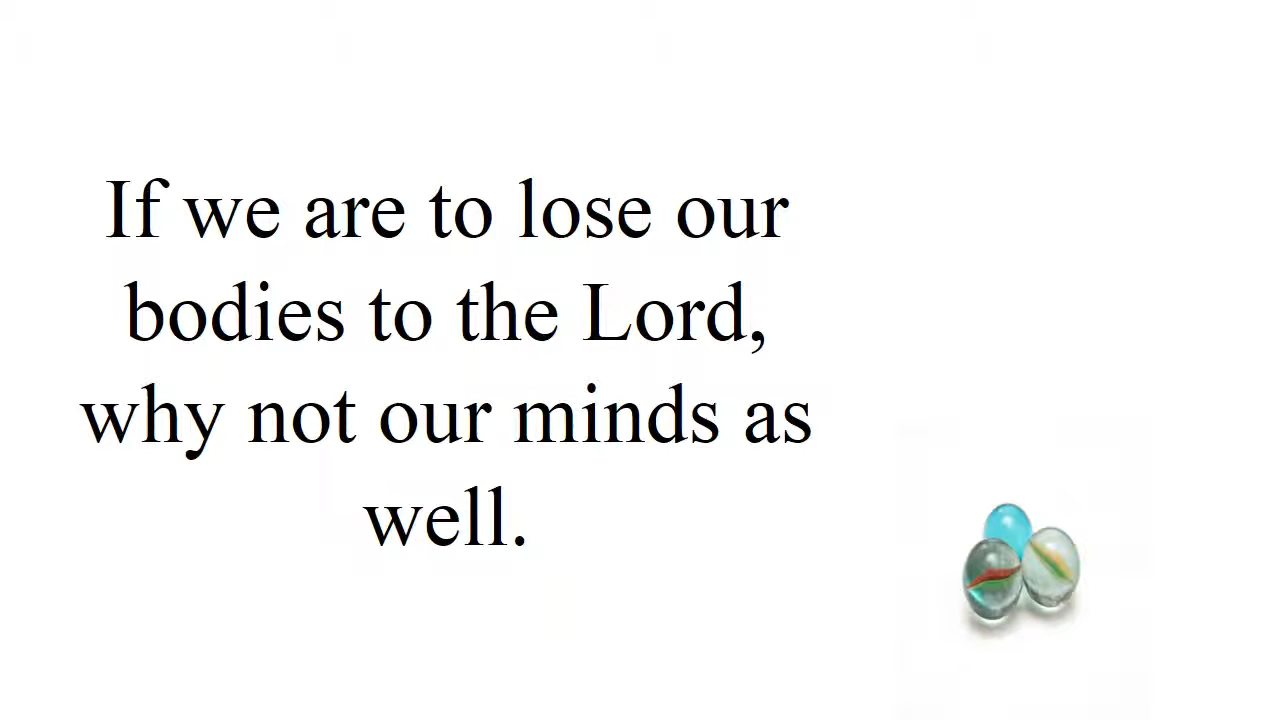 If we are to lose our
bodies to the Lord,
why not our minds as
well.